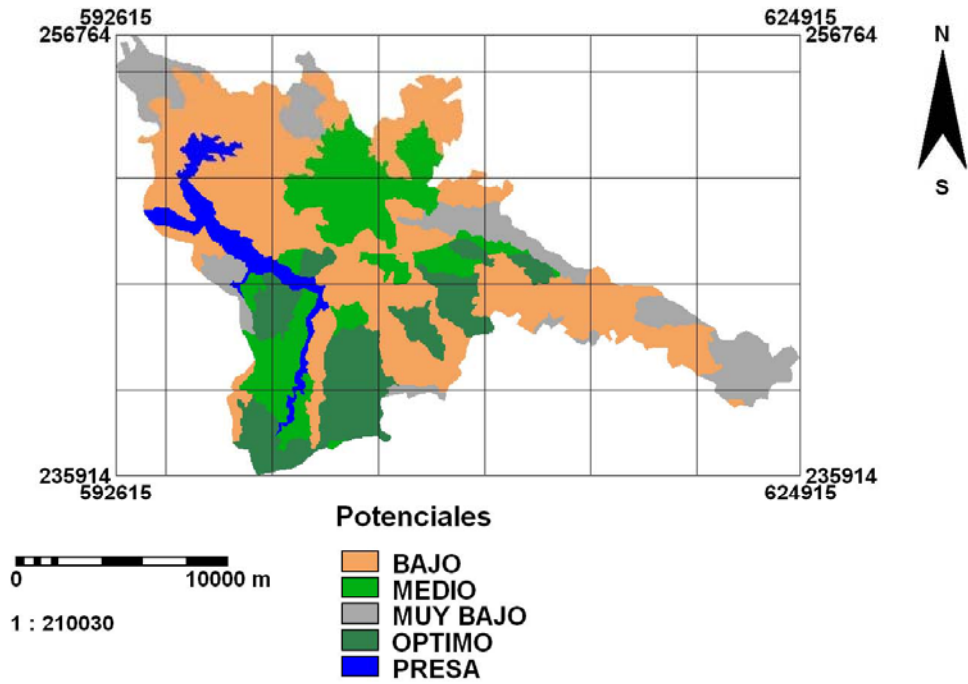 592615 624915
256764 256764
N
S
235914 235914
592615 624915
Potenciales
BAJO
MEDIO
MUY BAJO
OPTIMO
PRESA
0 10000 m
1 : 210030